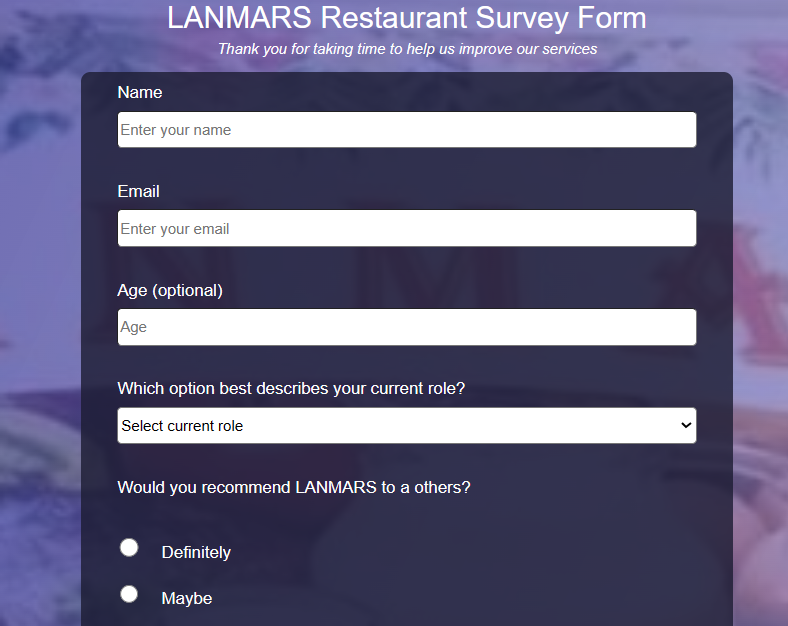 LANMARS Restaurant Survey Form
Thank you for taking time to help us improve our services
Name
Enter your name
Email
Enter your email
Age (optional)
Age
Which option best describes your current role?
Select current role
Would you recommend LANMARS to a others?
Definitely
Maybe